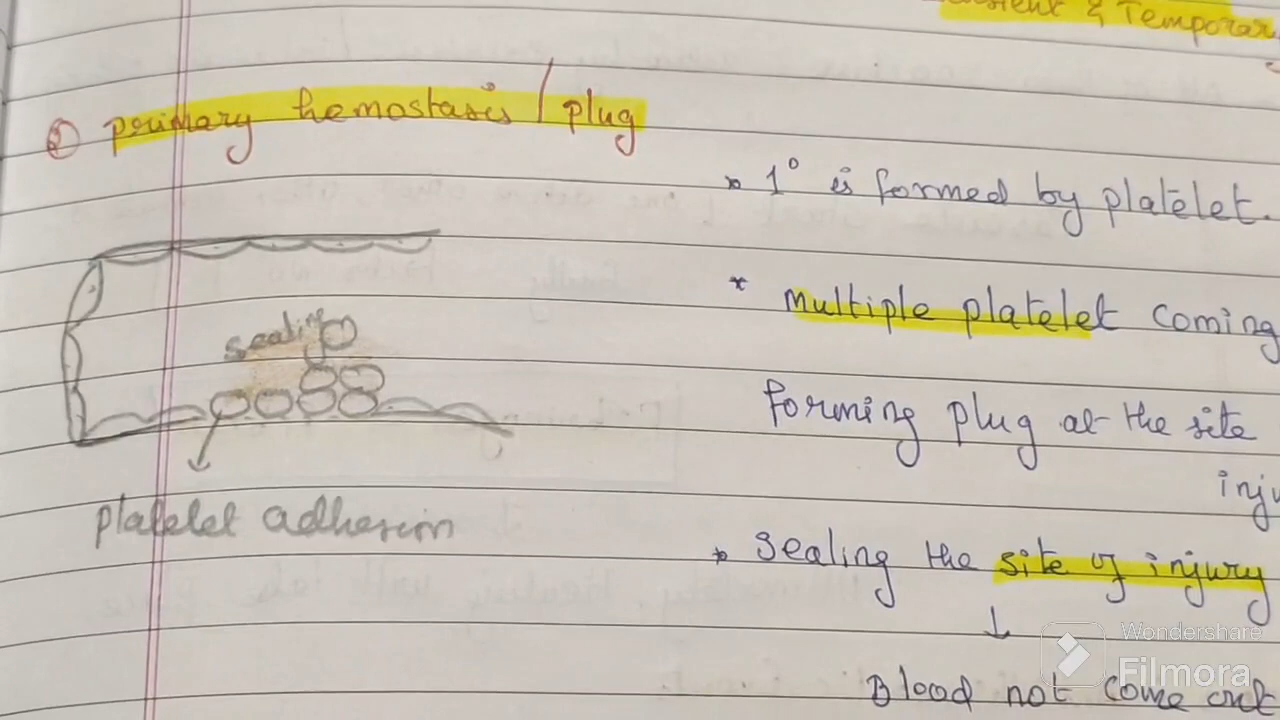 & Temporar
② primary hemostasis / plug
* 1° is formed by platelet.
* multiple platelet coming
forming plug at the site
inju
sealing
platelet adhesion
* Sealing the site of injury
↓
Blood not come out
Wondershare
Filmora